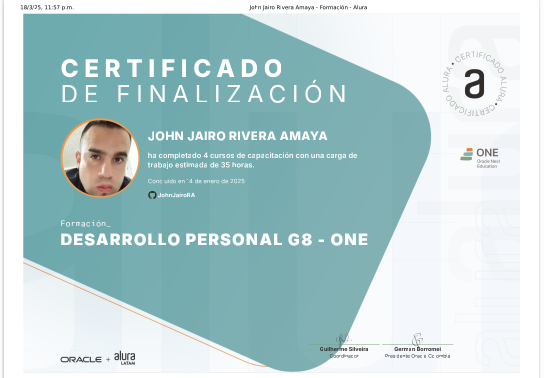 18/3/25, 11:57 p.m.
John Jairo Rivera Amaya - Formación - Alura
CERTIFICADO
DE FINALIZACIÓN
a
ALURA • CERTIFICADO ALURA • CERTIFICADO
JOHN JAIRO RIVERA AMAYA
ha completado 4 cursos de capacitación con una carga de
trabajo estimada de 35 horas.
Concluido en 14 de enero de 2025
JohnJairoRA
ONE
Oracle Next
Education
Formación_
DESARROLLO PERSONAL G8 - ONE
Guilherme Silveira
Coordinador
German Borromei
Presidente Oracle Colombia
ORACLE + alura
LATAM